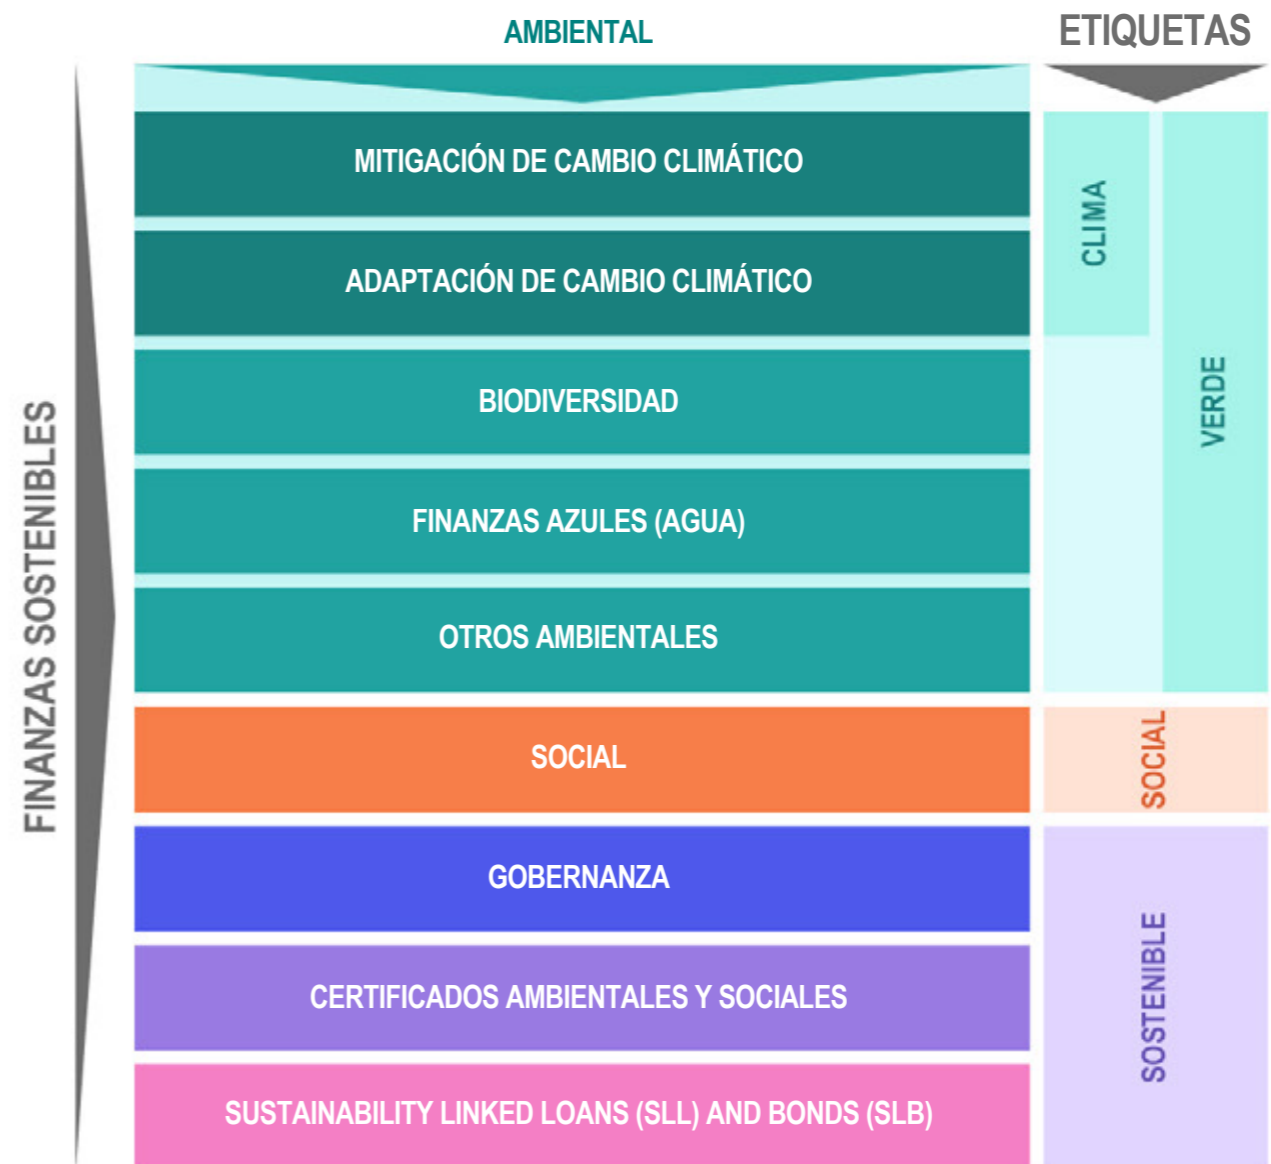 AMBIENTAL
ETIQUETAS
FINANZAS SOSTENIBLES
MITIGACIÓN DE CAMBIO CLIMÁTICO
ADAPTACIÓN DE CAMBIO CLIMÁTICO
CLIMA
BIODIVERSIDAD
VERDE
FINANZAS AZULES (AGUA)
OTROS AMBIENTALES
SOCIAL
SOCIAL
GOBERNANZA
CERTIFICADOS AMBIENTALES Y SOCIALES
SOSTENIBLE
SUSTAINABILITY LINKED LOANS (SLL) AND BONDS (SLB)